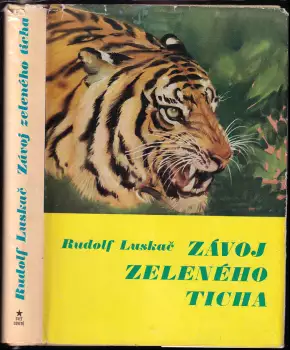 Rudolf Luskač Závoj zeleného ticha
Rudolf Luskač ZÁVOJ
ZELENÉHO
TICHA